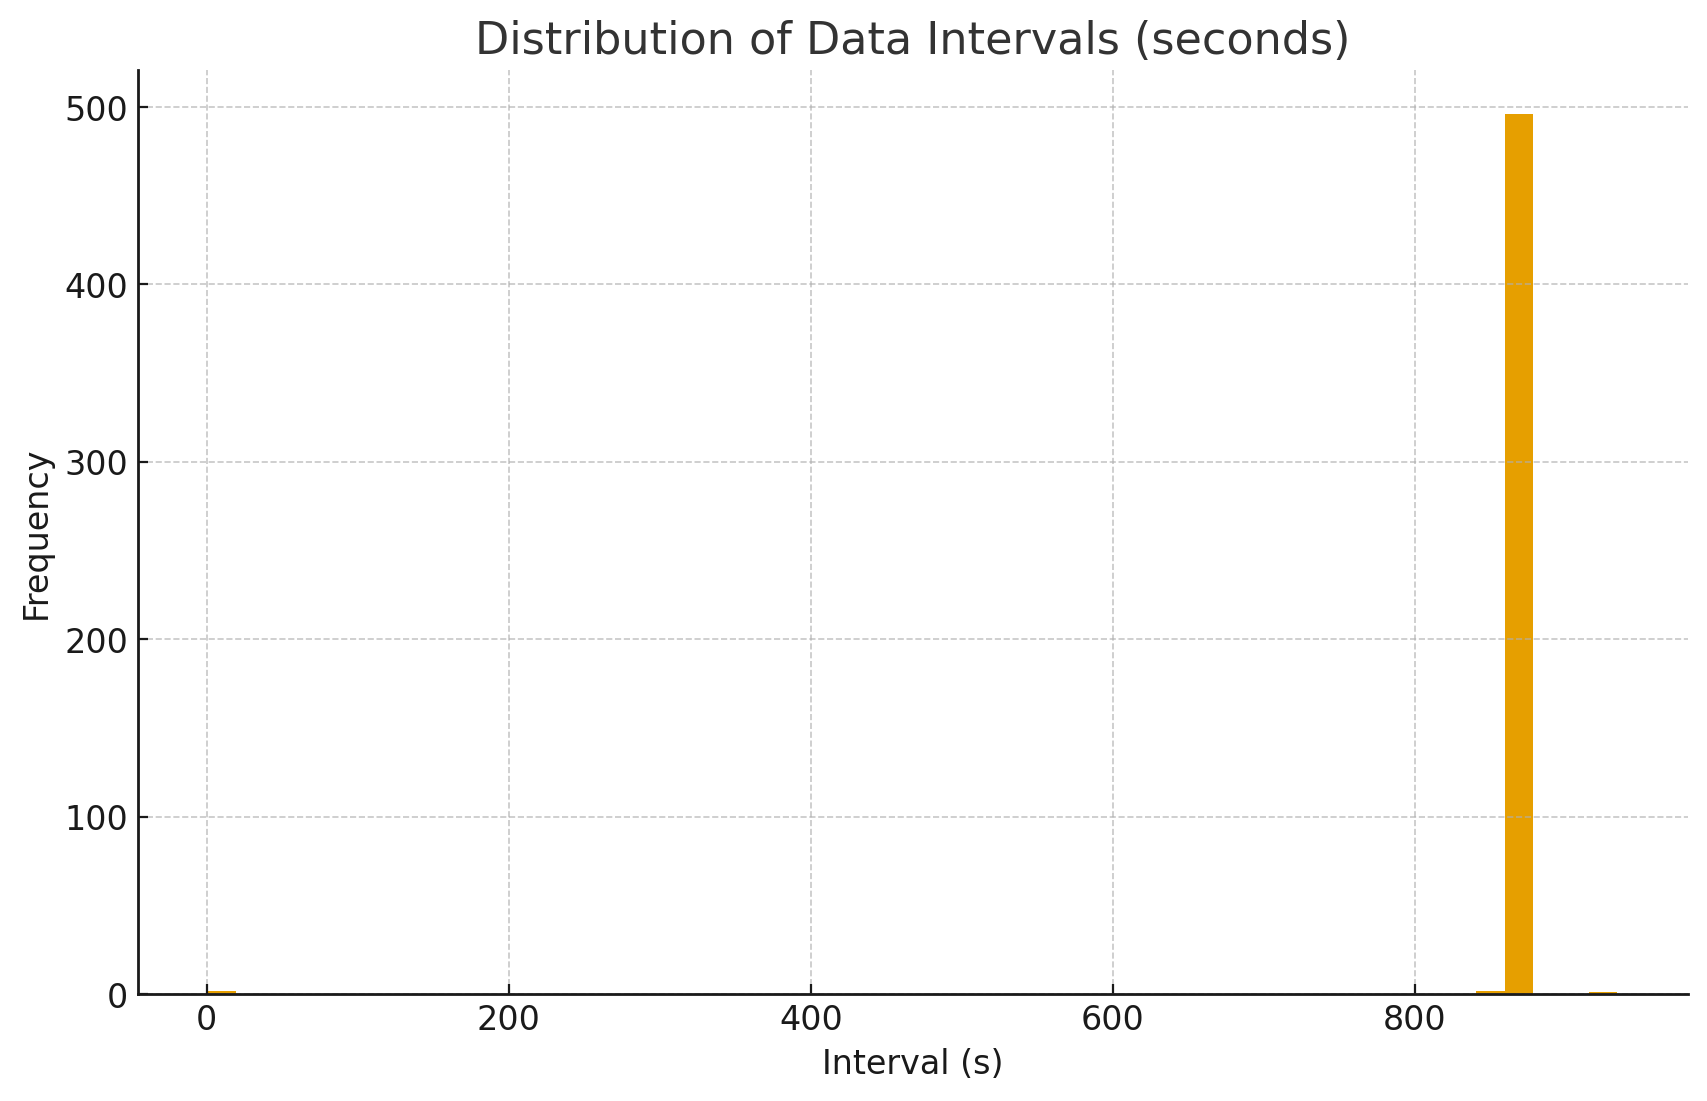 Distribution of Data Intervals (seconds)
500
400
300
200
100
0
Frequency
0 200 400 600 800
Interval (s)